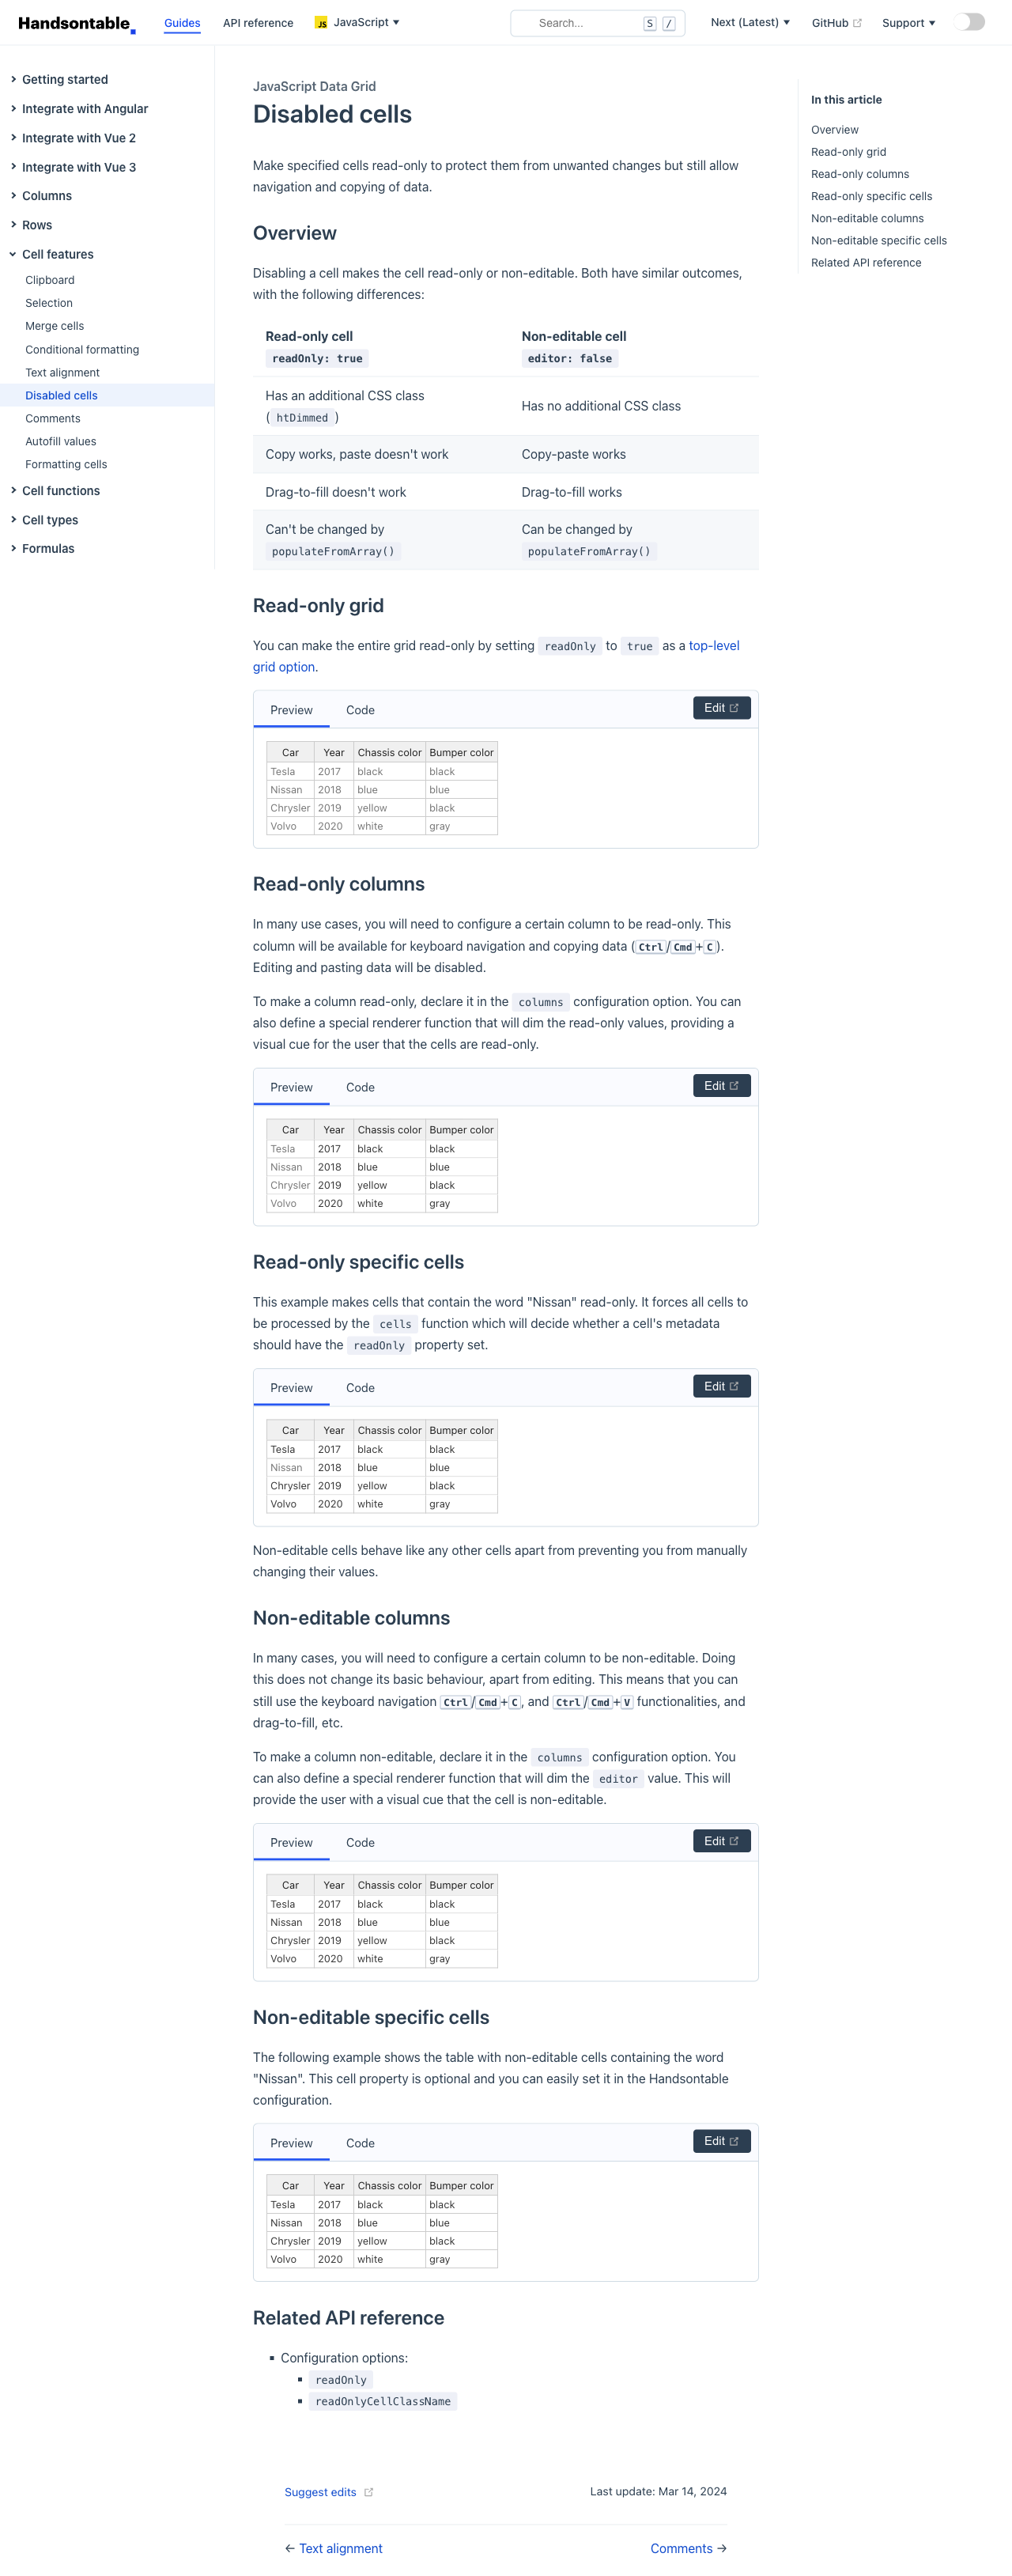 Handsontable
Guides
API reference
JS JavaScript
Search...
S /
Next (Latest)
GitHub
Support
Getting started
Integrate with Angular
Integrate with Vue 2
Integrate with Vue 3
Columns
Rows
Cell features
Clipboard
Selection
Merge cells
Conditional formatting
Text alignment
Disabled cells
Comments
Autofill values
Formatting cells
Cell functions
Cell types
Formulas
JavaScript Data Grid
Disabled cells
Make specified cells read-only to protect them from unwanted changes but still allow
navigation and copying of data.
Overview
Disabling a cell makes the cell read-only or non-editable. Both have similar outcomes,
with the following differences:
Read-only cell
readOnly: true
Non-editable cell
editor: false
Has an additional CSS class
( htDimmed )
Has no additional CSS class
Copy works, paste doesn't work
Copy-paste works
Drag-to-fill doesn't work
Drag-to-fill works
Can't be changed by
populateFromArray()
Can be changed by
populateFromArray()
Read-only grid
You can make the entire grid read-only by setting readOnly to true as a top-level
grid option.
Preview Code Edit
Car Year Chassis color Bumper color
Tesla 2017 black black
Nissan 2018 blue blue
Chrysler 2019 yellow black
Volvo 2020 white gray
Read-only columns
In many use cases, you will need to configure a certain column to be read-only. This
column will be available for keyboard navigation and copying data (Ctrl/Cmd+C).
Editing and pasting data will be disabled.
To make a column read-only, declare it in the columns configuration option. You can
also define a special renderer function that will dim the read-only values, providing a
visual cue for the user that the cells are read-only.
Preview Code Edit
Car Year Chassis color Bumper color
Tesla 2017 black black
Nissan 2018 blue blue
Chrysler 2019 yellow black
Volvo 2020 white gray
Read-only specific cells
This example makes cells that contain the word "Nissan" read-only. It forces all cells to
be processed by the cells function which will decide whether a cell's metadata
should have the readOnly property set.
Preview Code Edit
Car Year Chassis color Bumper color
Tesla 2017 black black
Nissan 2018 blue blue
Chrysler 2019 yellow black
Volvo 2020 white gray
Non-editable cells behave like any other cells apart from preventing you from manually
changing their values.
Non-editable columns
In many cases, you will need to configure a certain column to be non-editable. Doing
this does not change its basic behaviour, apart from editing. This means that you can
still use the keyboard navigation Ctrl/Cmd+C, and Ctrl/Cmd+V functionalities, and
drag-to-fill, etc.
To make a column non-editable, declare it in the columns configuration option. You
can also define a special renderer function that will dim the editor value. This will
provide the user with a visual cue that the cell is non-editable.
Preview Code Edit
Car Year Chassis color Bumper color
Tesla 2017 black black
Nissan 2018 blue blue
Chrysler 2019 yellow black
Volvo 2020 white gray
Non-editable specific cells
The following example shows the table with non-editable cells containing the word
"Nissan". This cell property is optional and you can easily set it in the Handsontable
configuration.
Preview Code Edit
Car Year Chassis color Bumper color
Tesla 2017 black black
Nissan 2018 blue blue
Chrysler 2019 yellow black
Volvo 2020 white gray
Related API reference
Configuration options:
readOnly
readOnlyCellClassName
Suggest edits
Last update: Mar 14, 2024
← Text alignment
Comments →
In this article
Overview
Read-only grid
Read-only columns
Read-only specific cells
Non-editable columns
Non-editable specific cells
Related API reference